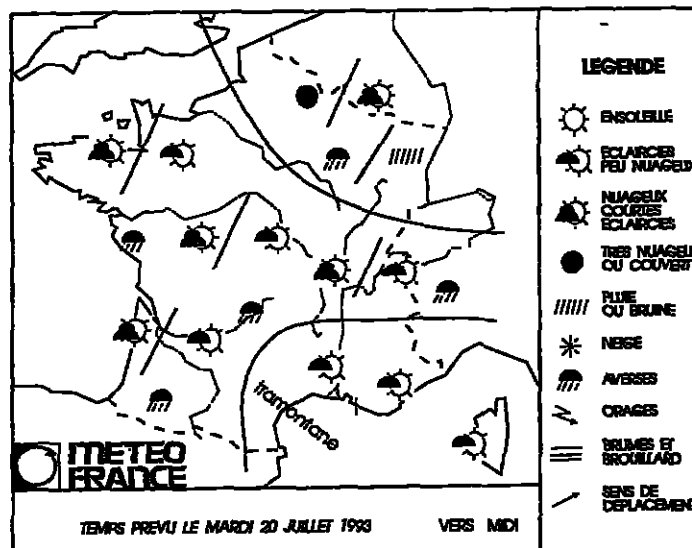 LEGENDE
ENSOLEILLE
ECLAIRCIES
PEU NUAGEUX
NUAGEUX
COURTES
ECLAIRCIES
TRES NUAGEUX
OU COUVERT
PLUIE
OU BRUINE
NEIGE
AVERSES
ORAGES
BRUMES ET
BROUILLARD
SENS DE
DEPLACEMENT
tramontane
METEO
FRANCE
TEMPS PREVU LE MARDI 20 JUILLET 1993 VERS MIDI